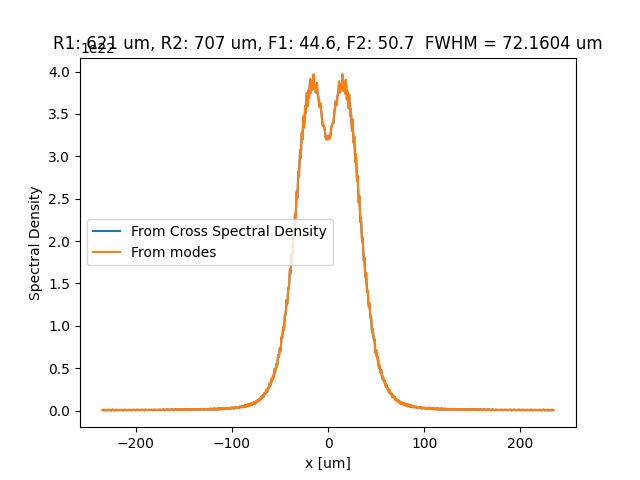 R1: 621 um, R2: 707 um, F1: 44.6, F2: 50.7  FWHM = 72.1604 um
1e22
4.0
3.5
3.0
2.5
2.0
1.5
1.0
0.5
0.0
Spectral Density
From Cross Spectral Density
From modes
−200
−100
0
100
200
x [um]